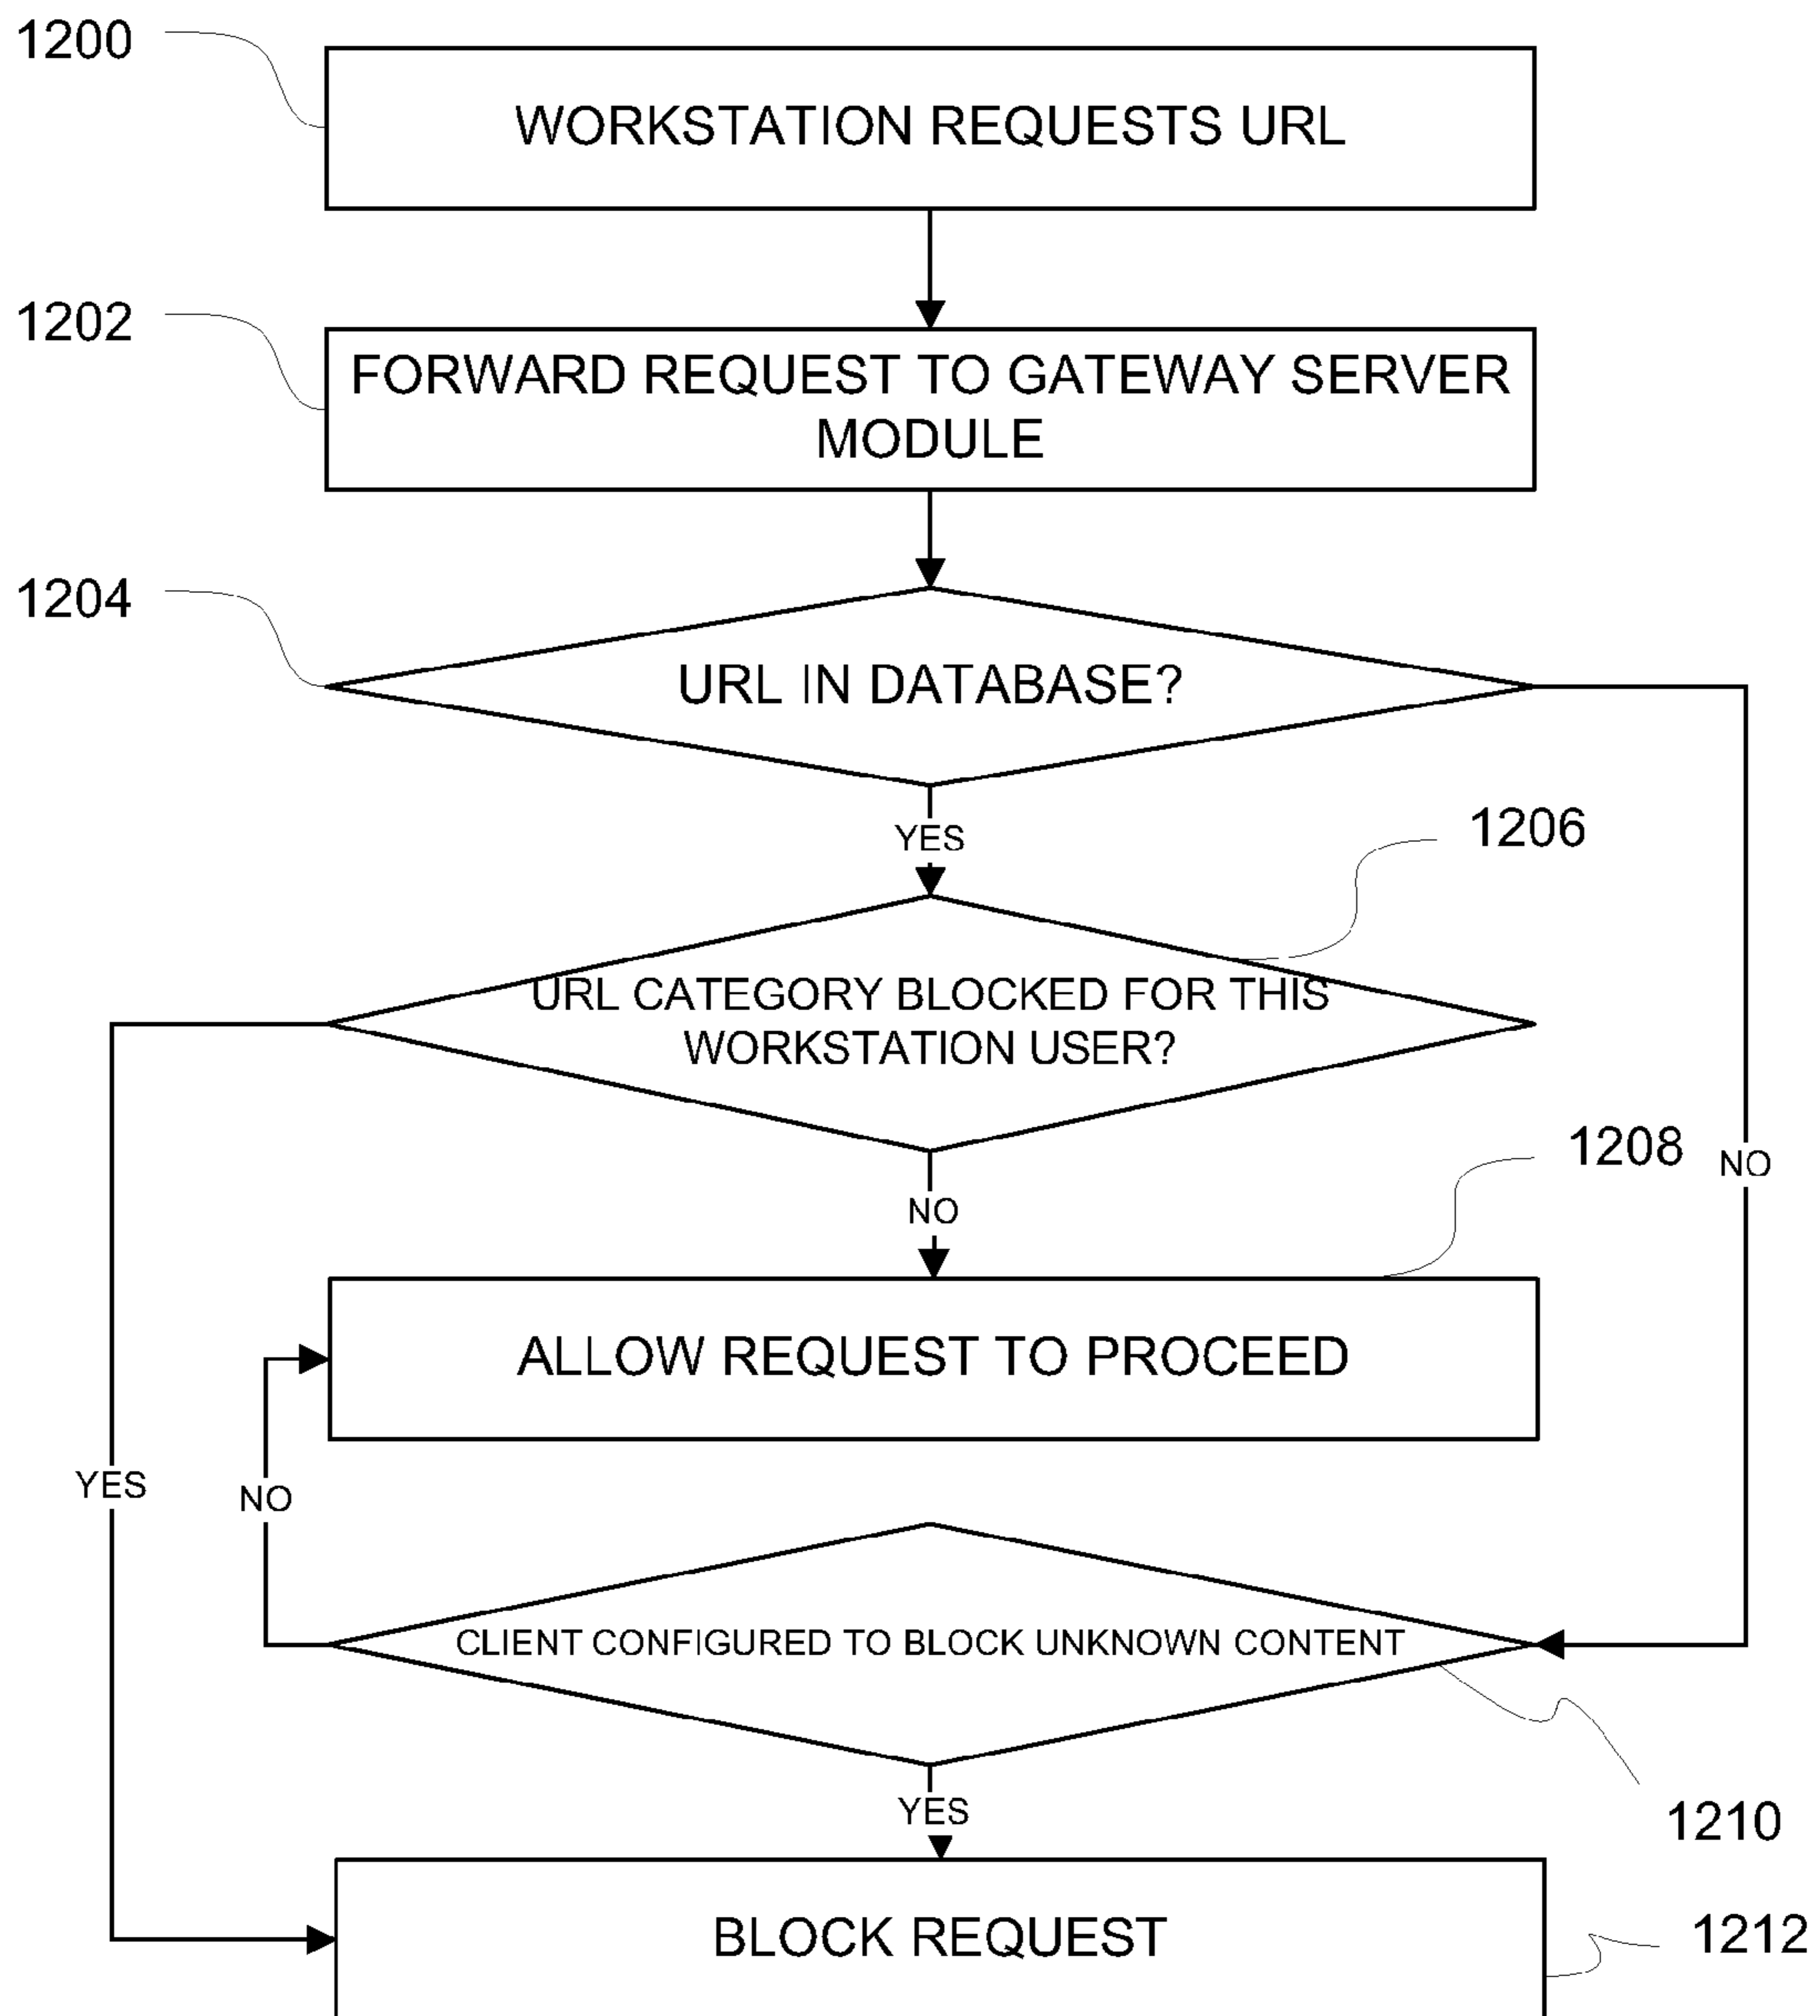 1200
WORKSTATION REQUESTS URL
1202
FORWARD REQUEST TO GATEWAY SERVER
MODULE
1204
URL IN DATABASE?
YES
1206
URL CATEGORY BLOCKED FOR THIS
WORKSTATION USER?
1208
NO
NO
ALLOW REQUEST TO PROCEED
YES
NO
CLIENT CONFIGURED TO BLOCK UNKNOWN CONTENT
YES
1210
BLOCK REQUEST
1212